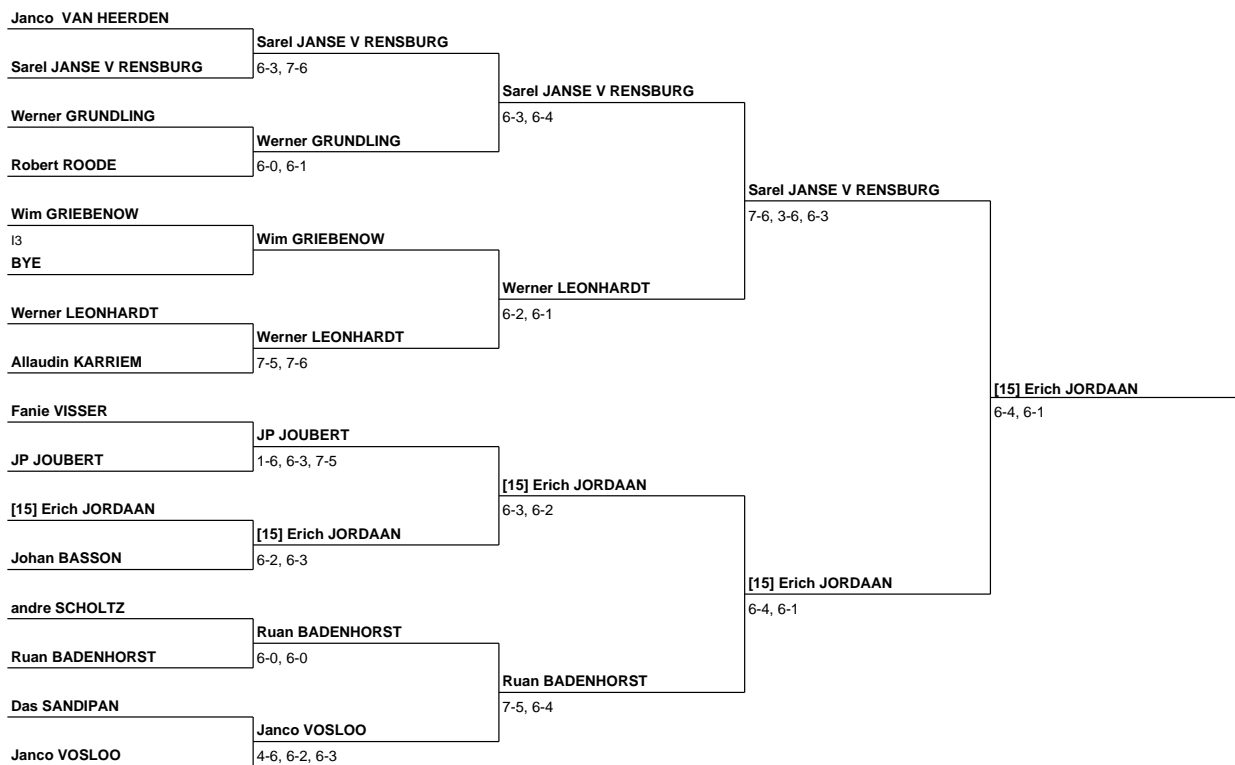 Janco  VAN HEERDEN
Sarel JANSE V RENSBURG
Sarel JANSE V RENSBURG
6-3, 7-6
Sarel JANSE V RENSBURG
6-3, 6-4
Werner GRUNDLING
Werner GRUNDLING
6-0, 6-1
Robert ROODE
Sarel JANSE V RENSBURG
7-6, 3-6, 6-3
Wim GRIEBENOW
I3
BYE
Wim GRIEBENOW
Werner LEONHARDT
6-2, 6-1
Werner LEONHARDT
Werner LEONHARDT
7-5, 7-6
Allaudin KARRIEM
[15] Erich JORDAAN
6-4, 6-1
Fanie VISSER
JP JOUBERT
1-6, 6-3, 7-5
JP JOUBERT
[15] Erich JORDAAN
6-3, 6-2
[15] Erich JORDAAN
[15] Erich JORDAAN
6-2, 6-3
Johan BASSON
[15] Erich JORDAAN
6-4, 6-1
andre SCHOLTZ
Ruan BADENHORST
6-0, 6-0
Ruan BADENHORST
Ruan BADENHORST
7-5, 6-4
Das SANDIPAN
Janco VOSLOO
4-6, 6-2, 6-3
Janco VOSLOO